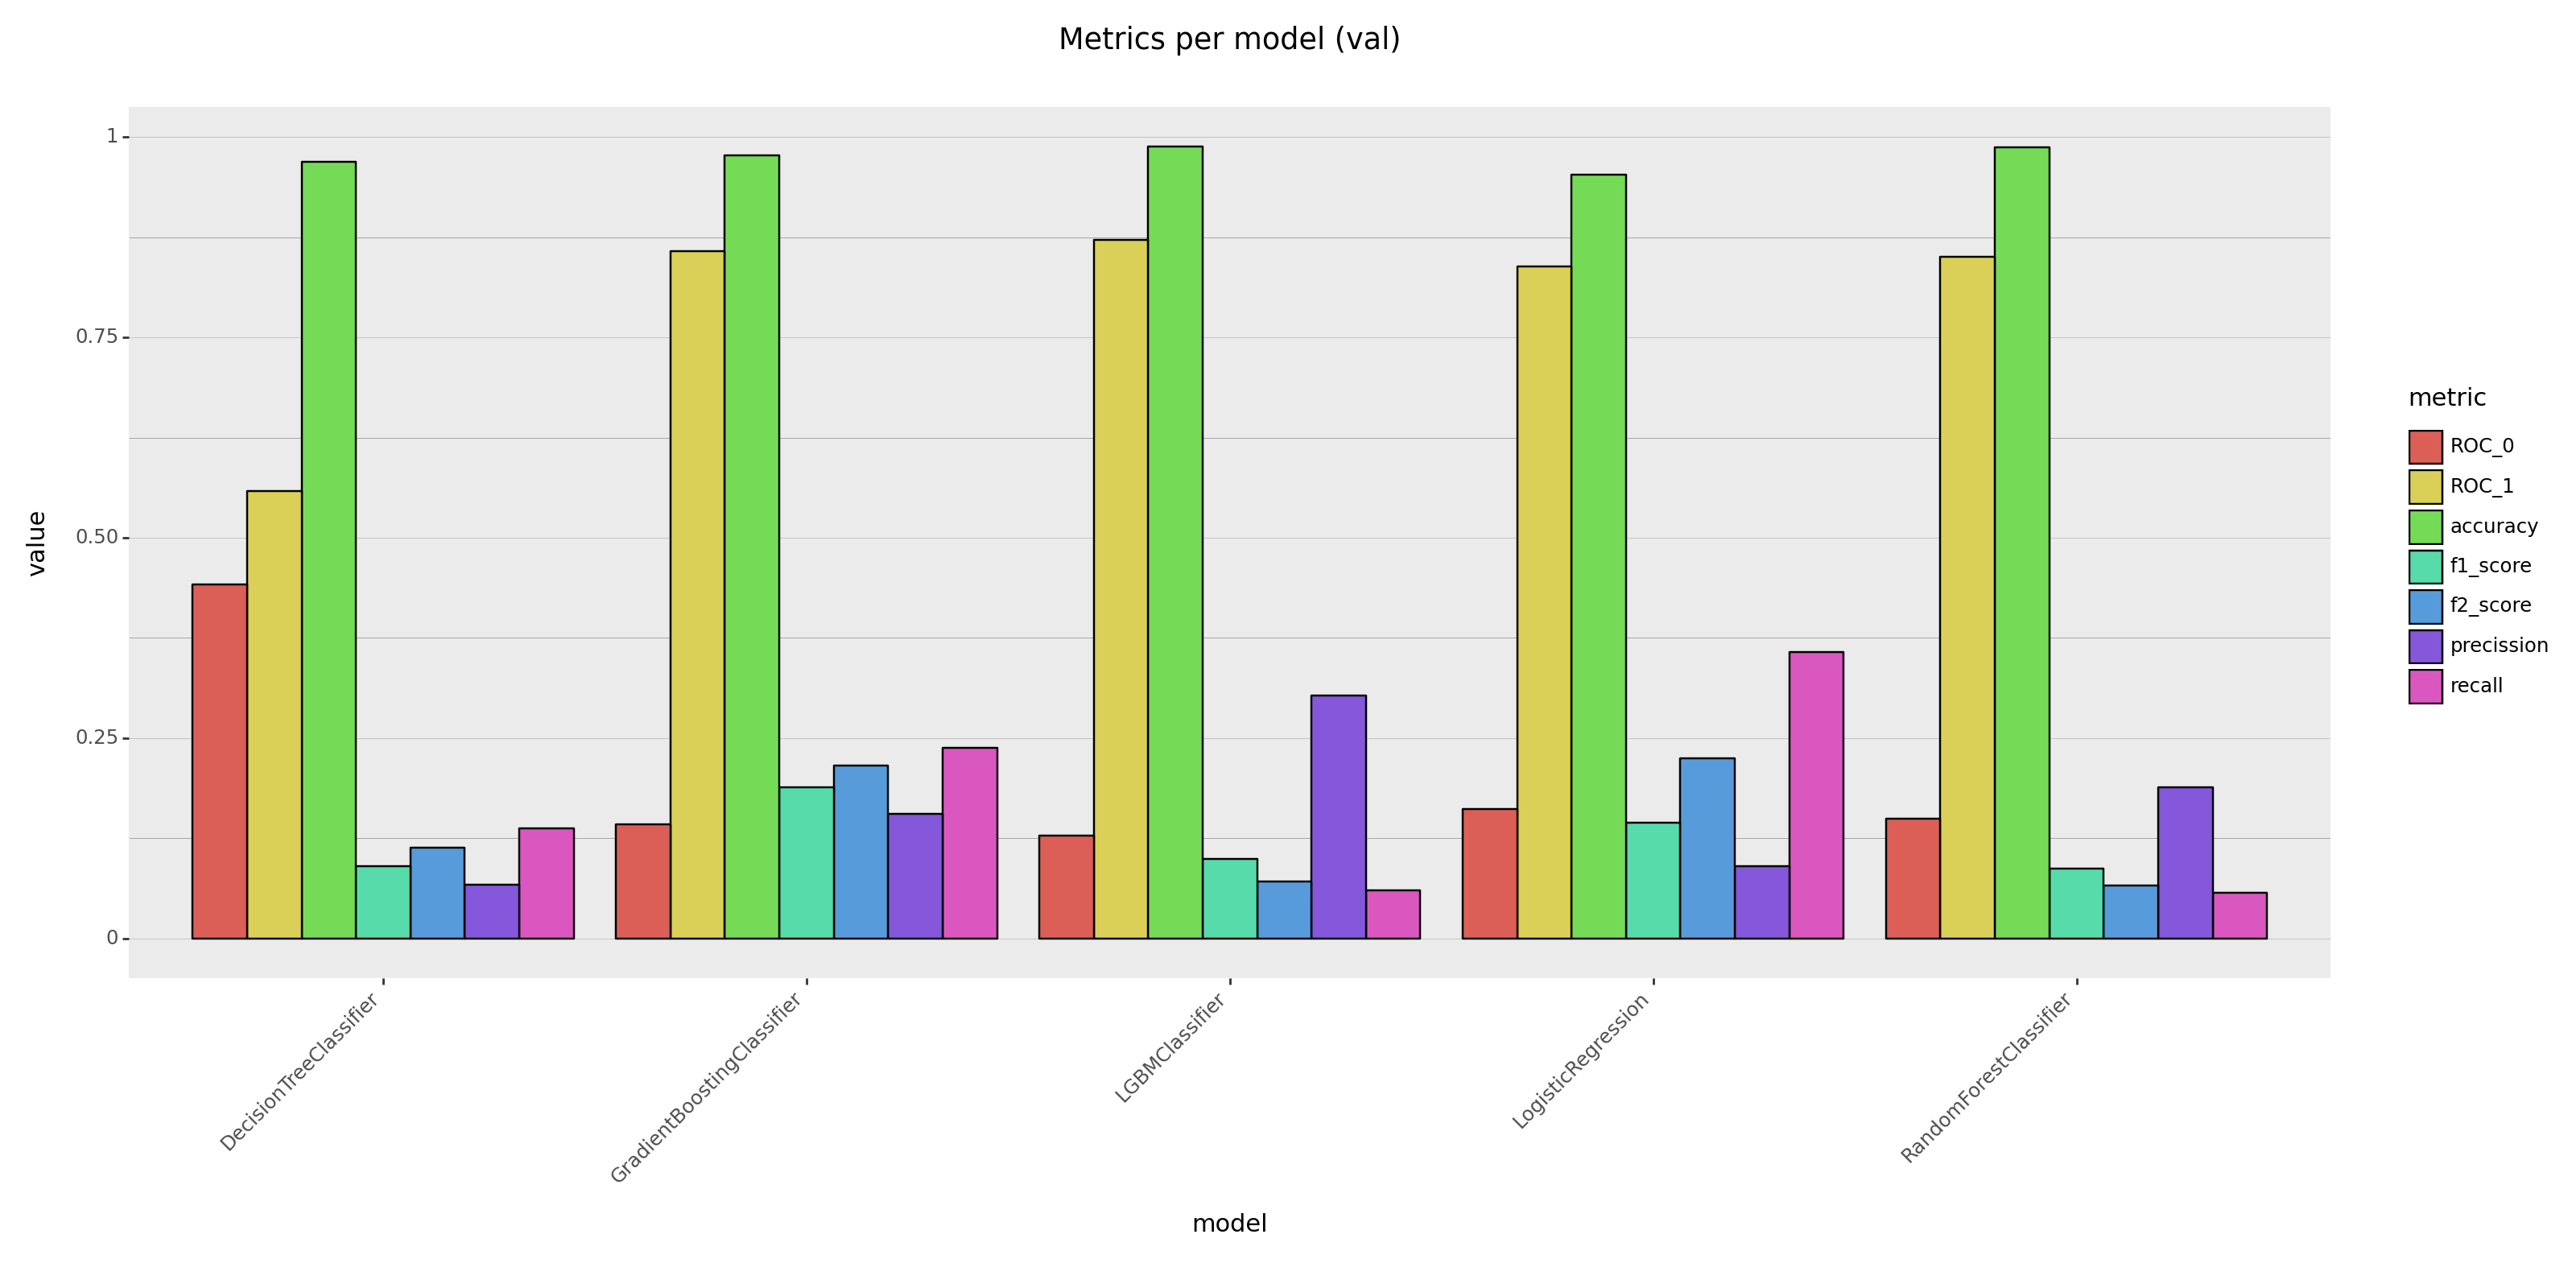 Metrics per model (val)
1
0.75
0.50
0.25
0
value
DecisionTreeClassifier
GradientBoostingClassifier
LGBMClassifier
LogisticRegression
RandomForestClassifier
model
metric
ROC_0
ROC_1
accuracy
f1_score
f2_score
precission
recall